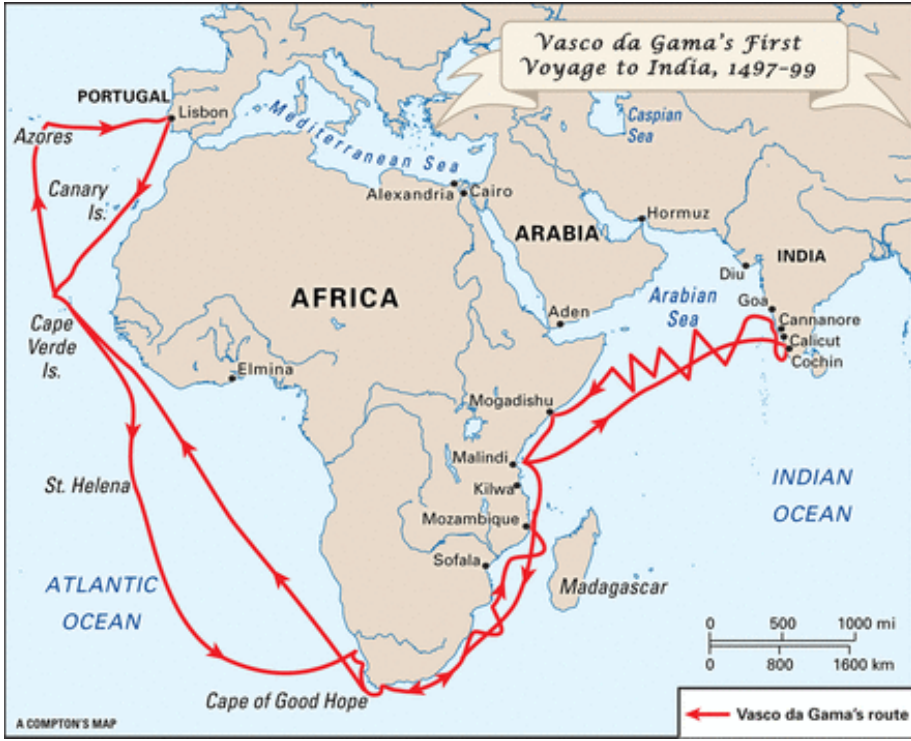 Vasco da Gama's First
Voyage to India, 1497-99
PORTUGAL
Lisbon
Azores
Mediterranean Sea
Caspian
Sea
Canary
Is.
Alexandria
Cairo
Hormuz
ARABIA
INDIA
Diu
AFRICA
Arabian
Sea
Goa
Aden
Cannanore
Cape
Verde
Is.
Calicut
Cochin
Elmina
Mogadishu
Malindi
St. Helena
Kilwa
INDIAN
OCEAN
Mozambique
Sofala
ATLANTIC
OCEAN
Madagascar
0 500 1000 mi
0 800 1600 km
Cape of Good Hope
A COMPTON'S MAP
Vasco da Gama's route